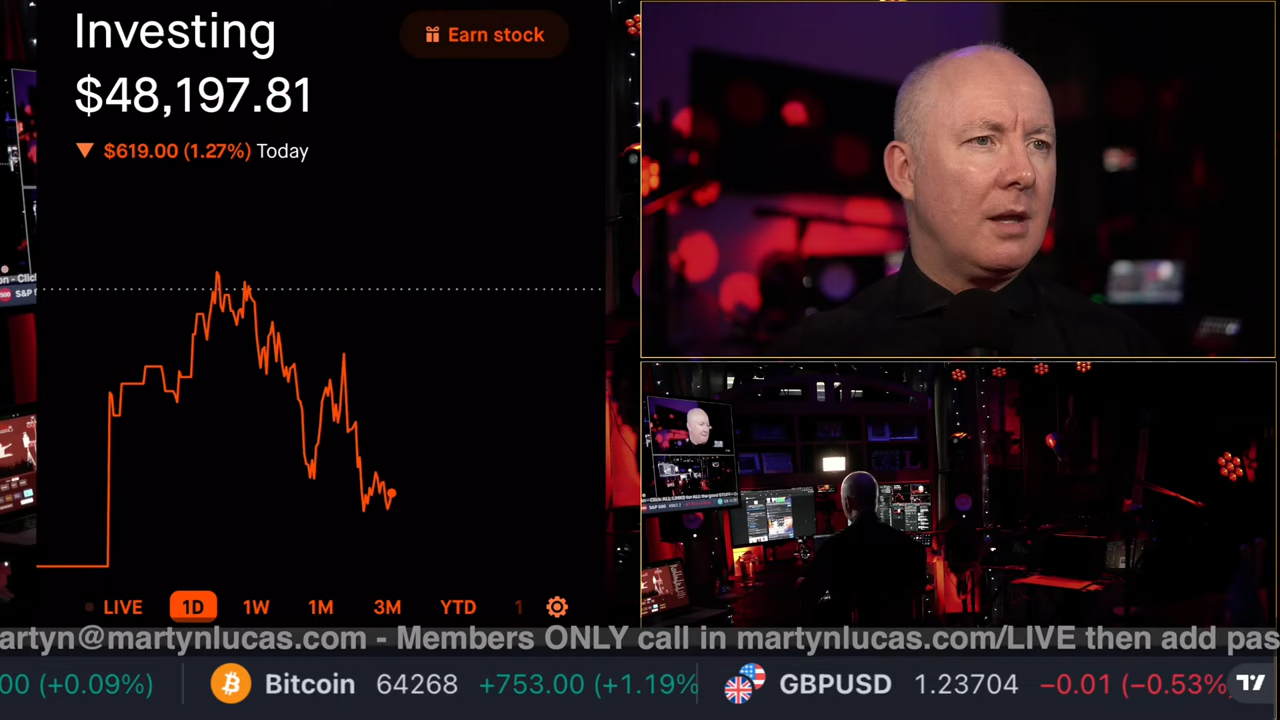 Investing
Earn stock
$48,197.81
▼ $619.00 (1.27%) Today
LIVE 1D 1W 1M 3M YTD 1
artyn@martynlucas.com - Members ONLY call in martynlucas.com/LIVE then add pas
00 (+0.09%) Bitcoin 64268 +753.00 (+1.19% GBPUSD 1.23704 −0.01 (−0.53%)